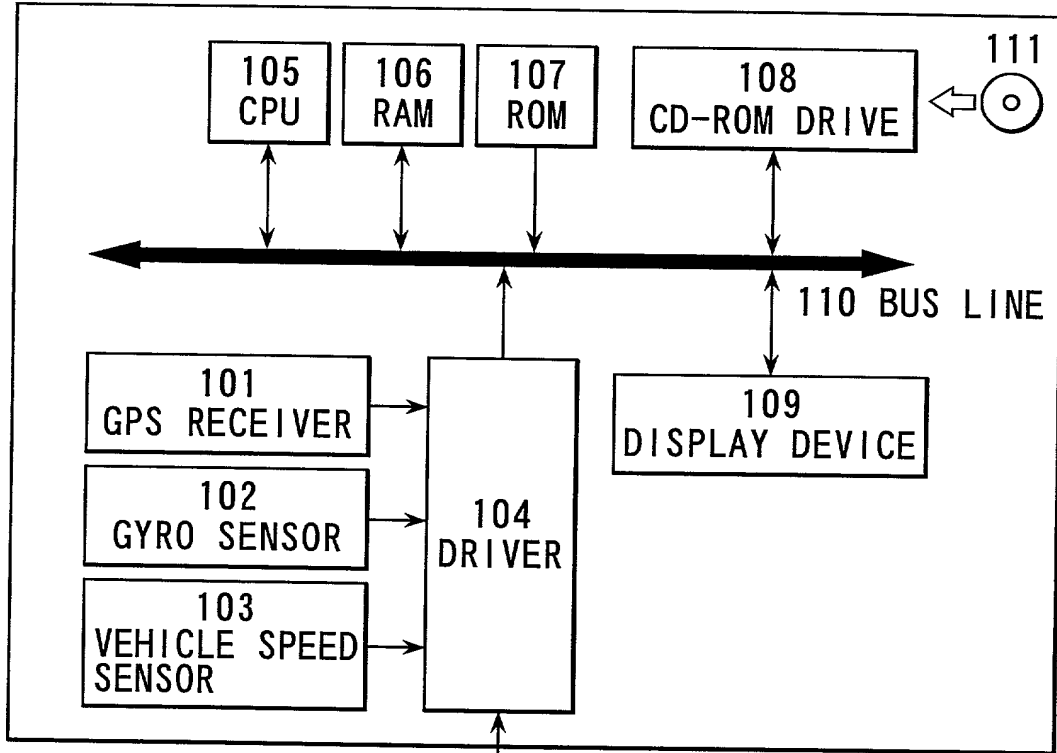 105
CPU
106
RAM
107
ROM
108
CD-ROM DRIVE
111
110 BUS LINE
101
GPS RECEIVER
102
GYRO SENSOR
103
VEHICLE SPEED
SENSOR
104
DRIVER
109
DISPLAY DEVICE